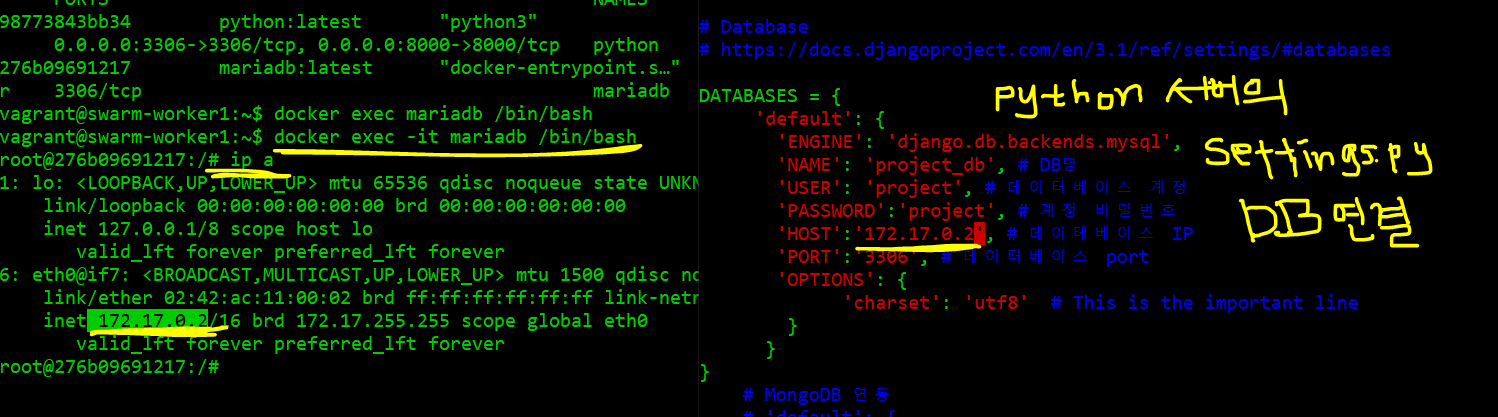 98773843bb34        python:latest       "python3"
     0.0.0.0:3306->3306/tcp, 0.0.0.0:8000->8000/tcp   python
276b09691217        mariadb:latest      "docker-entrypoint.s…"
r    3306/tcp                                         mariadb
vagrant@swarm-worker1:~$ docker exec mariadb /bin/bash
vagrant@swarm-worker1:~$ docker exec -it mariadb /bin/bash
root@276b09691217:/# ip a
1: lo: <LOOPBACK,UP,LOWER_UP> mtu 65536 qdisc noqueue state UNKN
    link/loopback 00:00:00:00:00:00 brd 00:00:00:00:00:00
    inet 127.0.0.1/8 scope host lo
       valid_lft forever preferred_lft forever
6: eth0@if7: <BROADCAST,MULTICAST,UP,LOWER_UP> mtu 1500 qdisc no
    link/ether 02:42:ac:11:00:02 brd ff:ff:ff:ff:ff:ff link-netn
    inet 172.17.0.2/16 brd 172.17.255.255 scope global eth0
       valid_lft forever preferred_lft forever
root@276b09691217:/#
# Database
# https://docs.djangoproject.com/en/3.1/ref/settings/#databases
DATABASES = {
     'default': {
       'ENGINE': 'django.db.backends.mysql',
       'NAME': 'project_db', # DB명
       'USER': 'project', # 데이터베이스 계정
       'PASSWORD':'project', # 계정 비밀번호
       'HOST':'172.17.0.2', # 데이터베이스 IP
       'PORT':'3306', # 데이터베이스 port
       'OPTIONS': {
             'charset': 'utf8'  # This is the important line
        }
      }
}
    # MongoDB 연동
    # 'default': {
python 서버의
settings.py
DB 연결